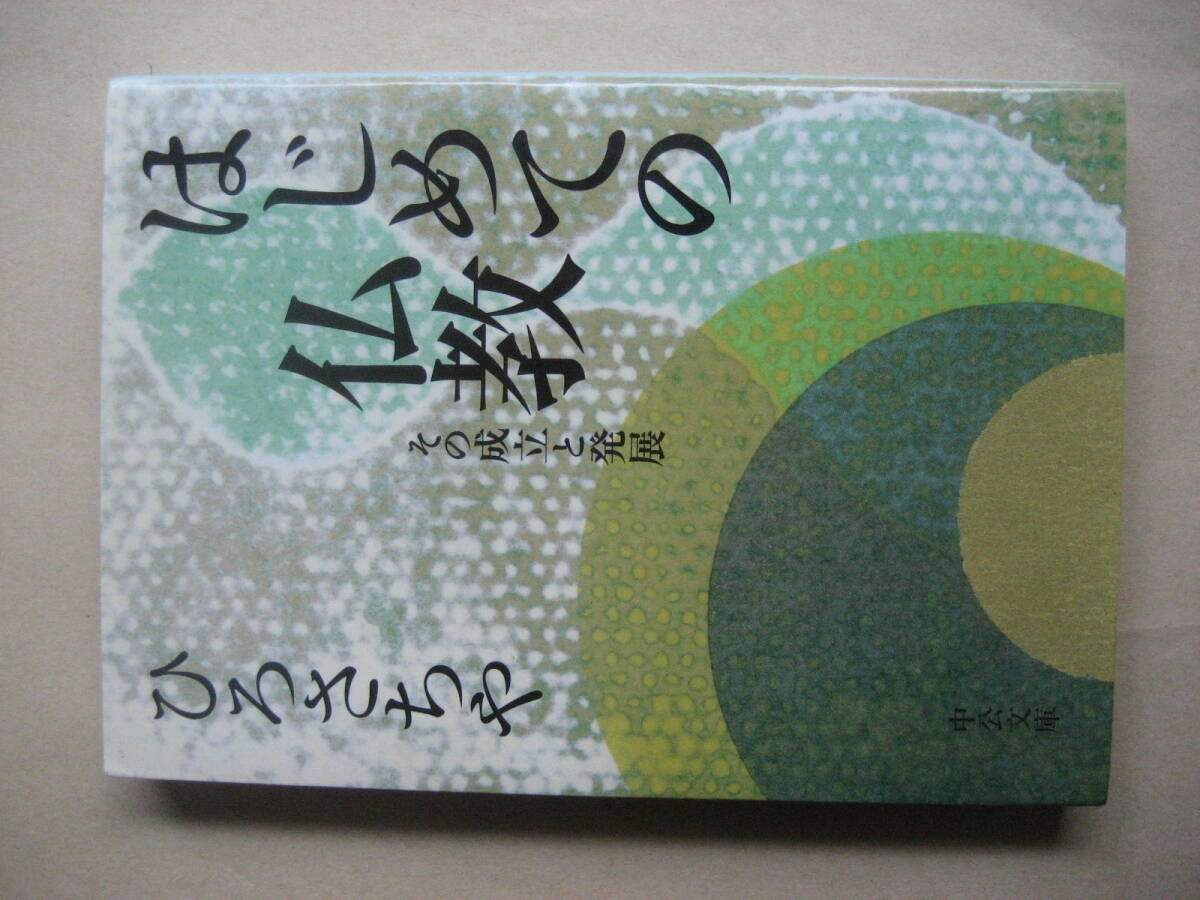 はじめての
仏教
その成立と発展
ひろさちや
中公文庫